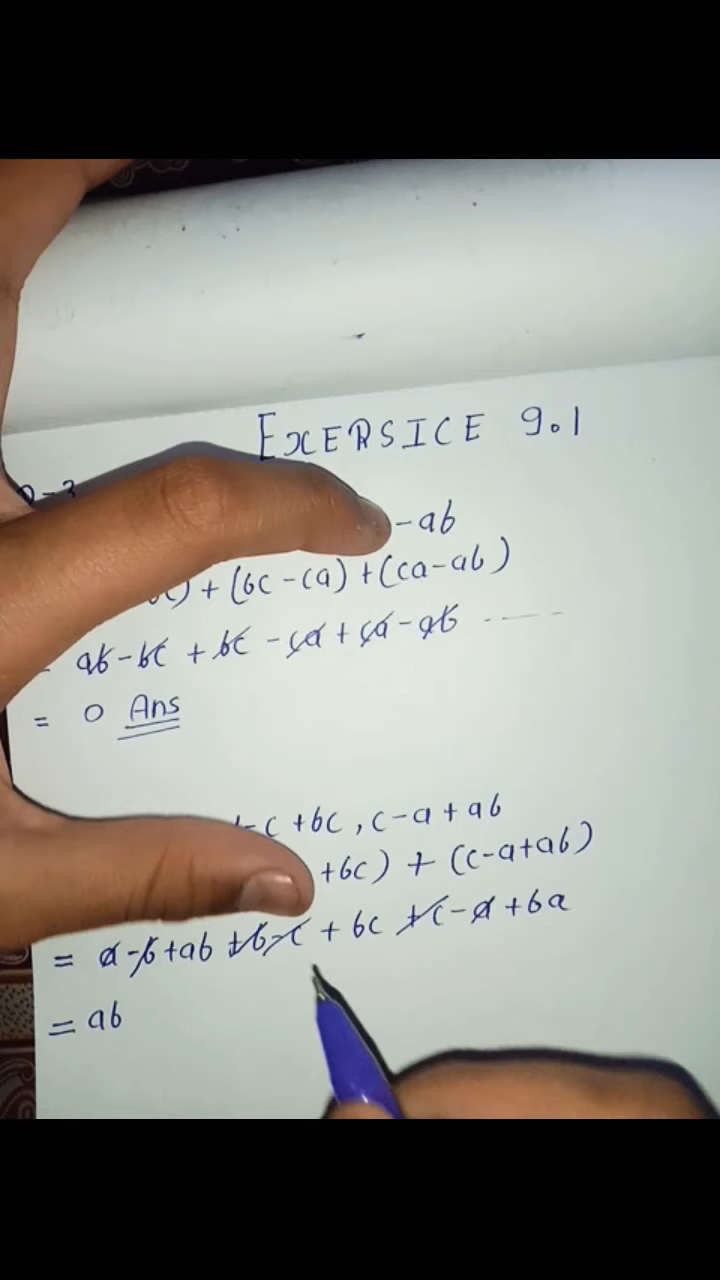 EXERSICE 9.1
-ab
+ (bc - ca) + (ca - ab)
ab - bc + bc - ca + ca - ab
= 0 Ans
-c + bc, c - a + ab
+ bc) + (c - a + ab)
= a - b + ab + b - c + bc + c - a + ba
= ab